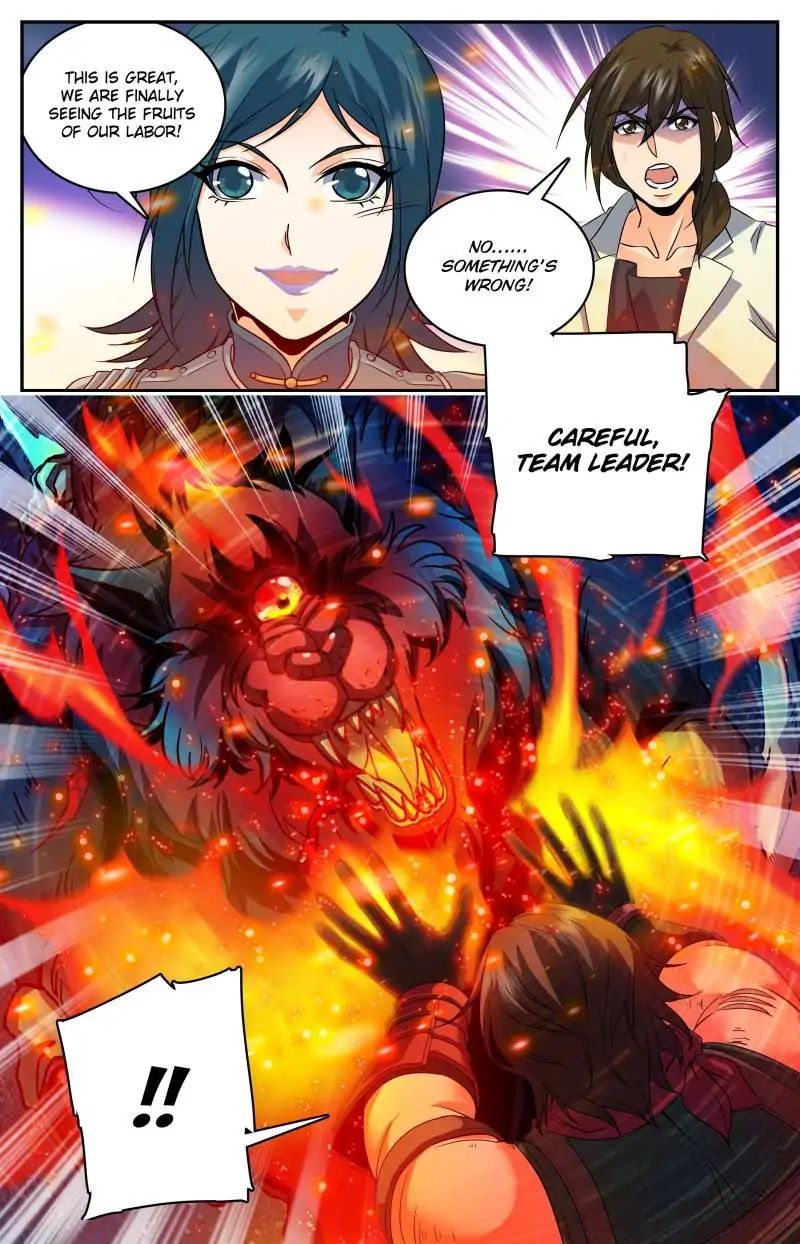 THIS IS GREAT,
WE ARE FINALLY
SEEING THE FRUITS
OF OUR LABOR!
NO......
SOMETHING'S
WRONG!
CAREFUL,
TEAM LEADER!
!!